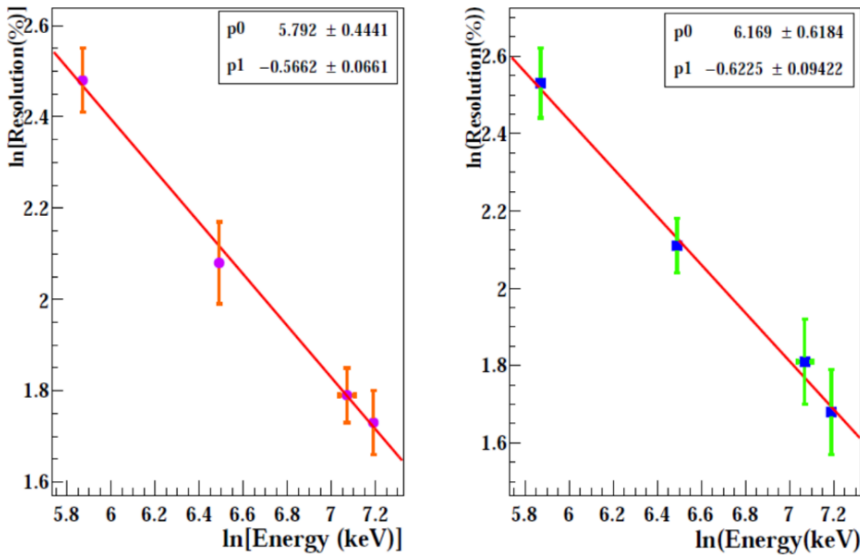 ln[Resolution(%)]
2.6
2.4
2.2
2
1.8
1.6
p0 5.792 ± 0.4441
p1 −0.5662 ± 0.0661
5.8 6 6.2 6.4 6.6 6.8 7 7.2
ln[Energy (keV)]
ln(Resolution(%))
2.6
2.4
2.2
2
1.8
1.6
p0 6.169 ± 0.6184
p1 −0.6225 ± 0.09422
5.8 6 6.2 6.4 6.6 6.8 7 7.2
ln(Energy(keV)